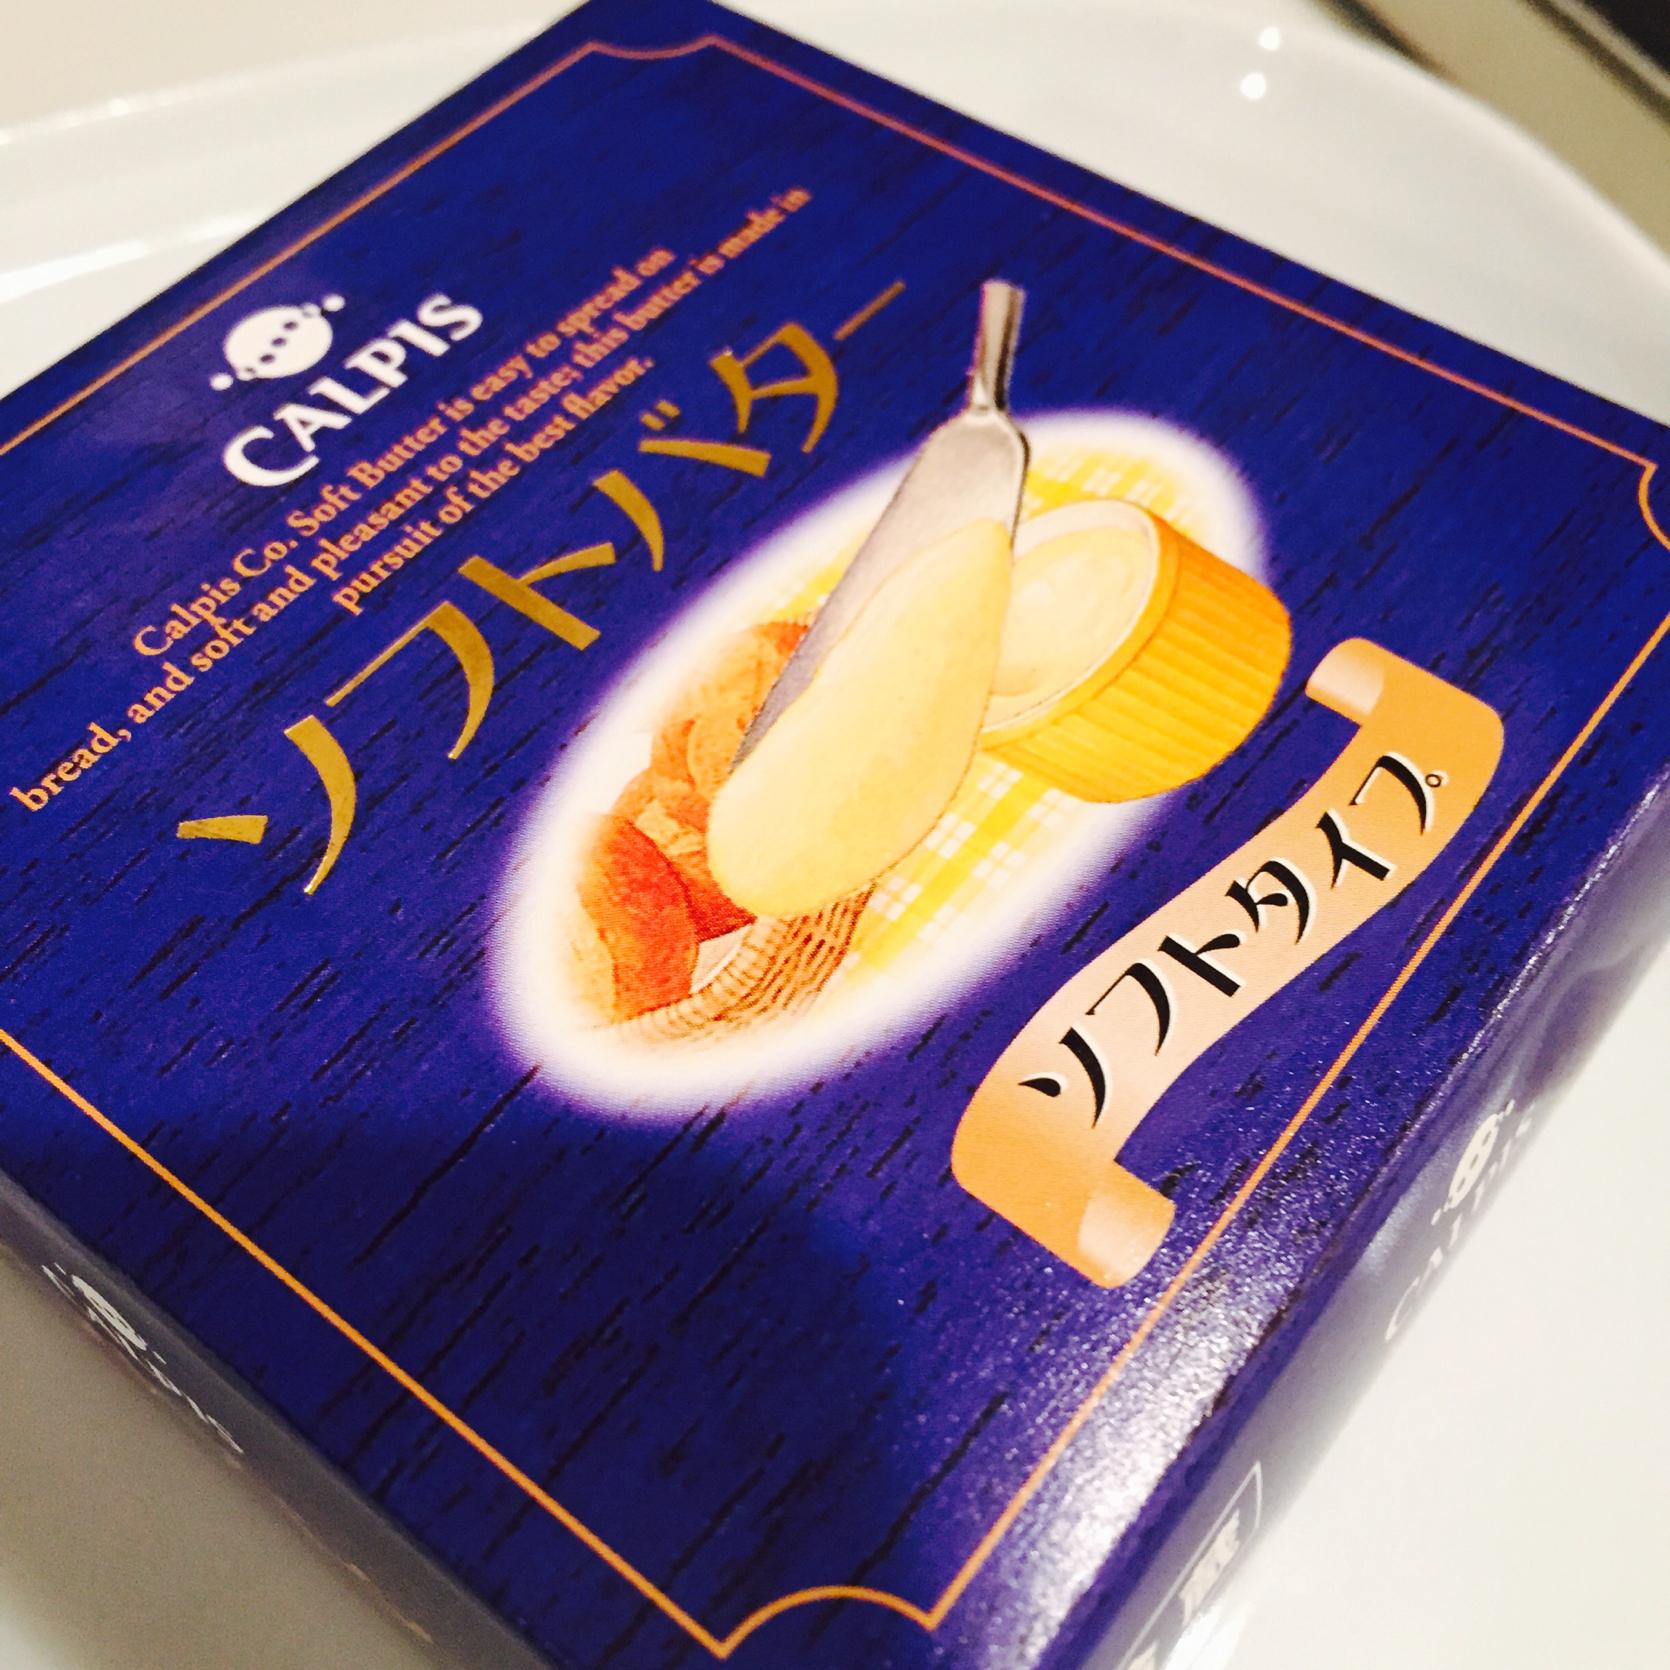 CALPIS
Calpis Co. Soft Butter is easy to spread on
bread, and soft and pleasant to the taste; this butter is made in
pursuit of the best flavor.
ソフトバター
ソフトタイプ
CALPIS
CALPIS